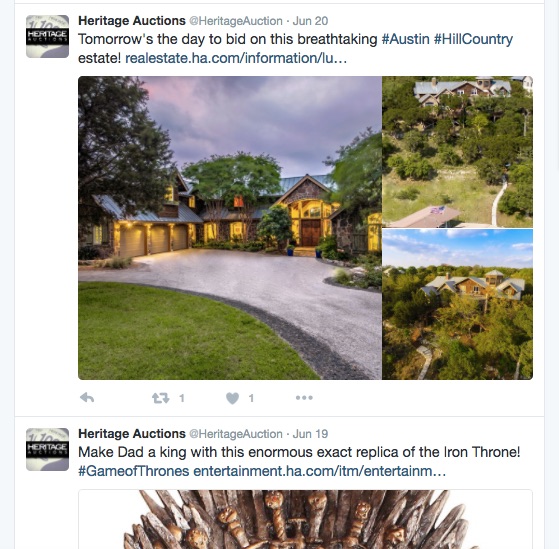 Heritage Auctions @HeritageAuction · Jun 20
Tomorrow's the day to bid on this breathtaking #Austin #HillCountry
estate! realestate.ha.com/information/lu…
HERITAGE
AUCTIONS
1 1
Heritage Auctions @HeritageAuction · Jun 19
Make Dad a king with this enormous exact replica of the Iron Throne!
#GameofThrones entertainment.ha.com/itm/entertainm…
HERITAGE
AUCTIONS